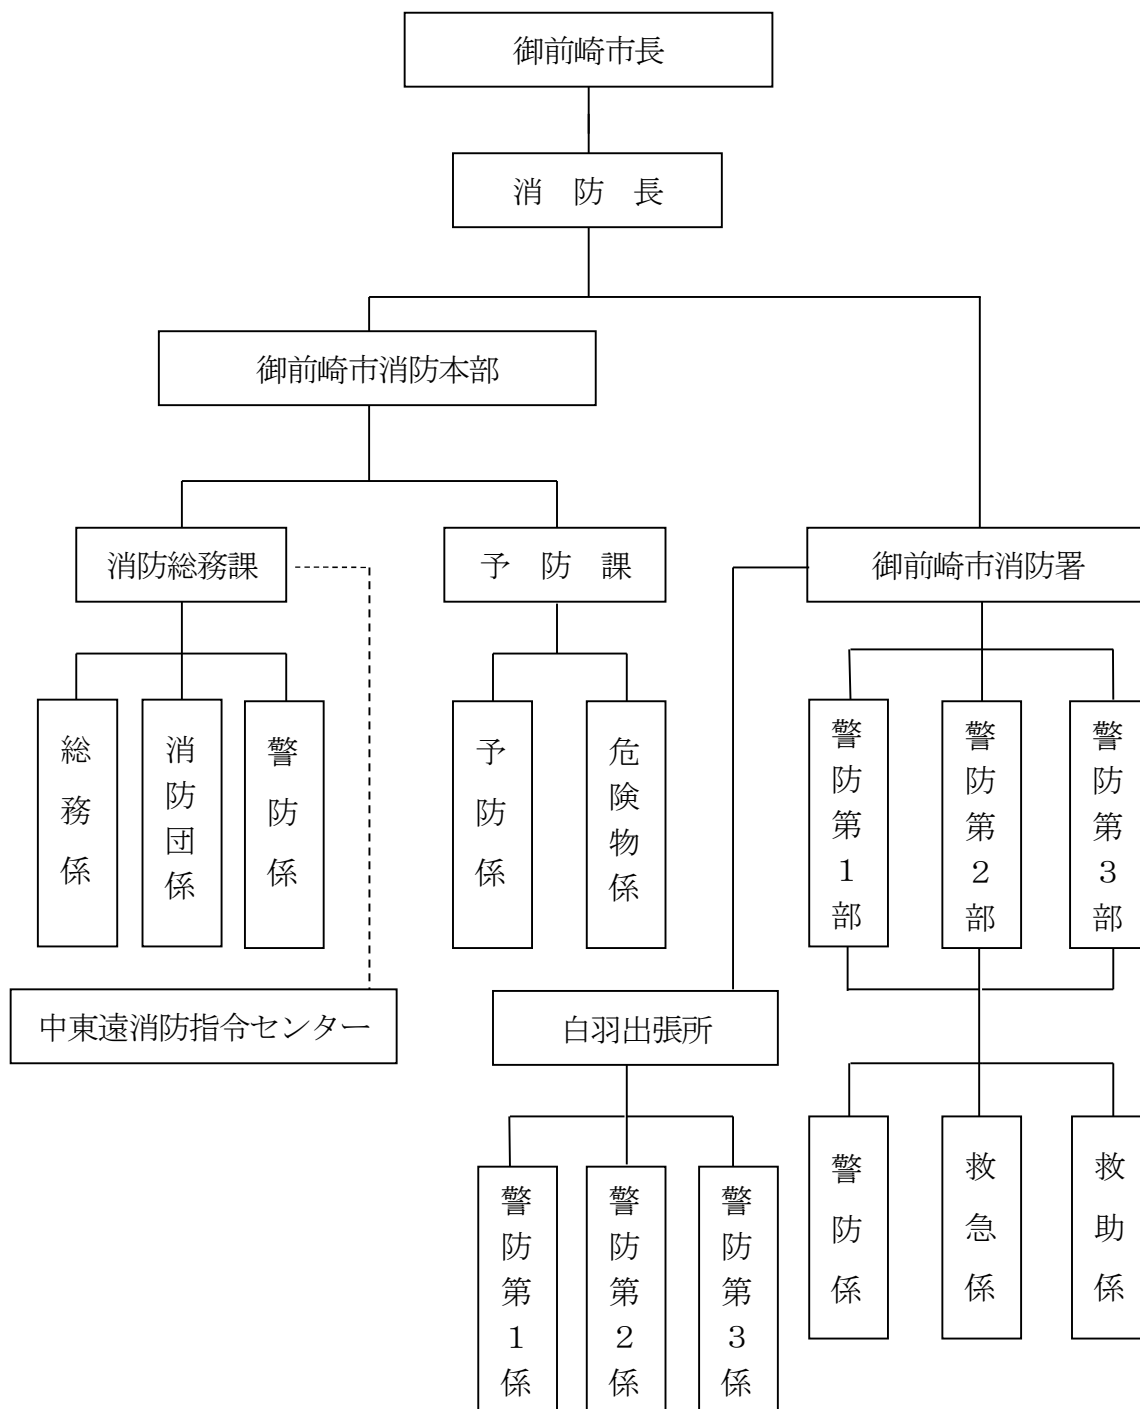 御前崎市長
消　防　長
御前崎市消防本部
消防総務課
予　防　課
御前崎市消防署
総務係
消防団係
警防係
予防係
危険物係
警防第１部
警防第２部
警防第３部
中東遠消防指令センター
白羽出張所
警防係
救急係
救助係
警防第１係
警防第２係
警防第３係